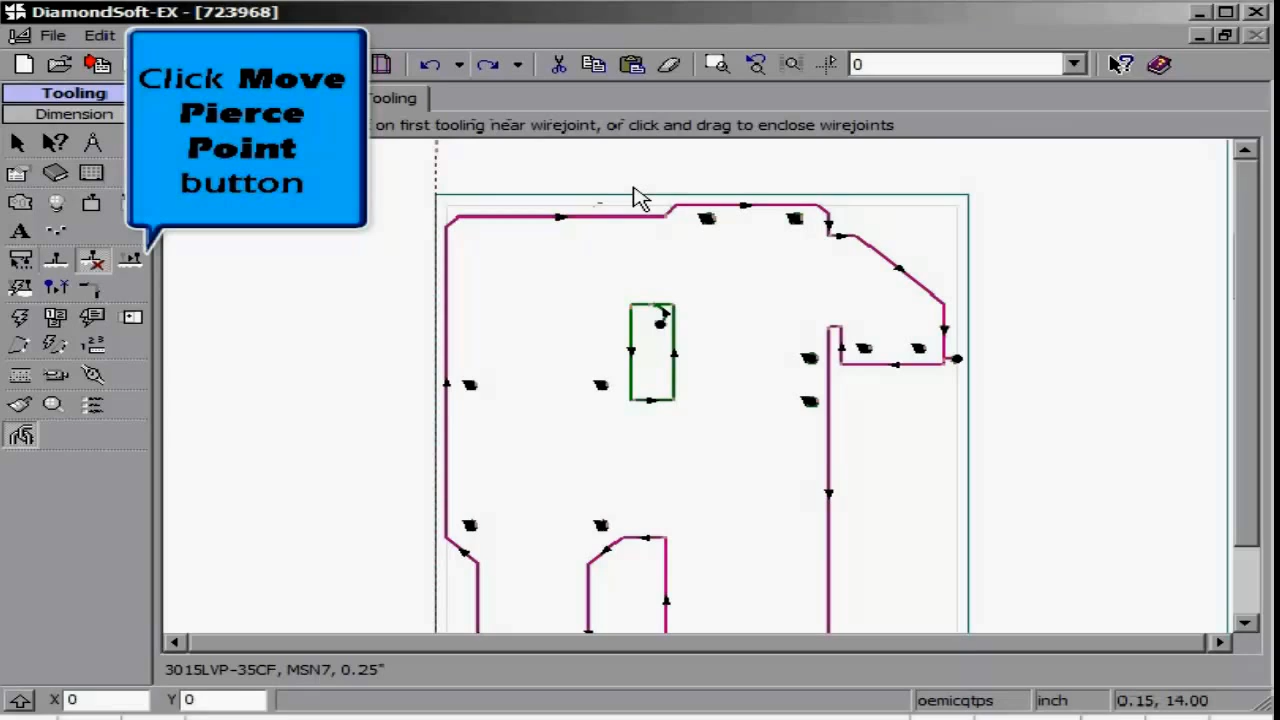 DiamondSoft-EX - [723968]
File Edit
0
Tooling
Dimension
Click Move
Pierce
Point
button
Tooling
on first tooling near wirejoint, or click and drag to enclose wirejoints
3015LVP-35CF, MSN7, 0.25"
X 0 Y 0 oemicqtps inch 0.15, 14.00